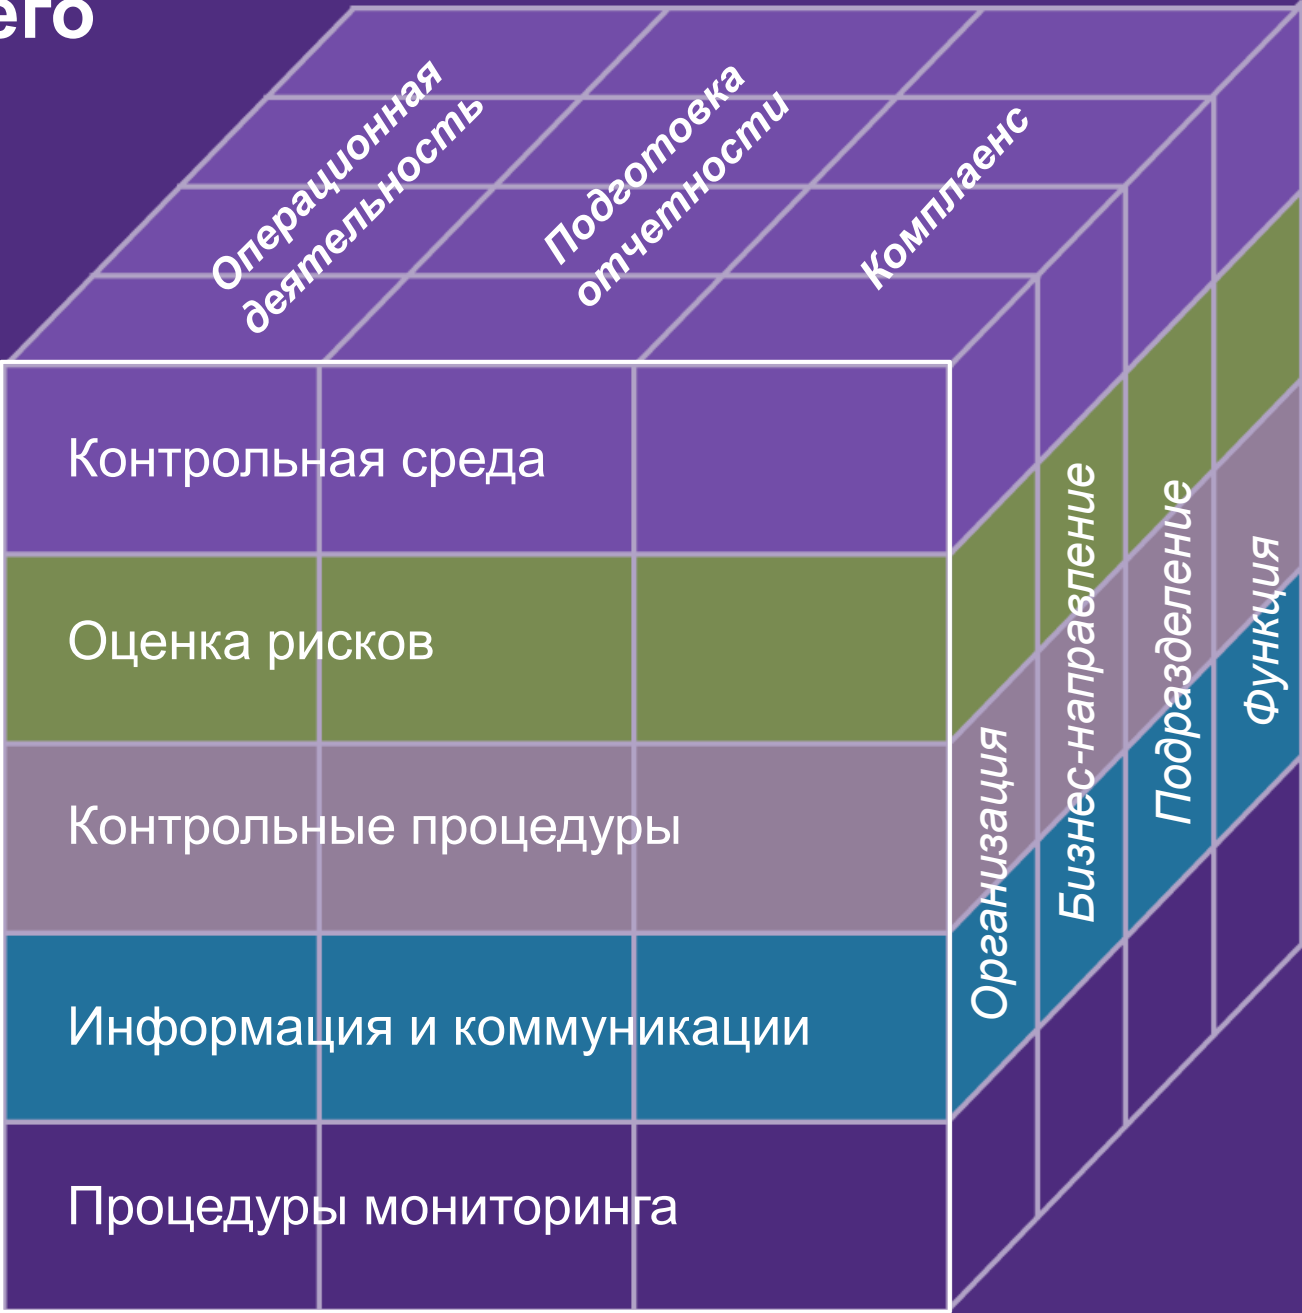 его
Операционная
деятельность
Подготовка
отчетности
Комплаенс
Контрольная среда
Оценка рисков
Контрольные процедуры
Информация и коммуникации
Процедуры мониторинга
Организация
Бизнес-направление
Подразделение
Функция